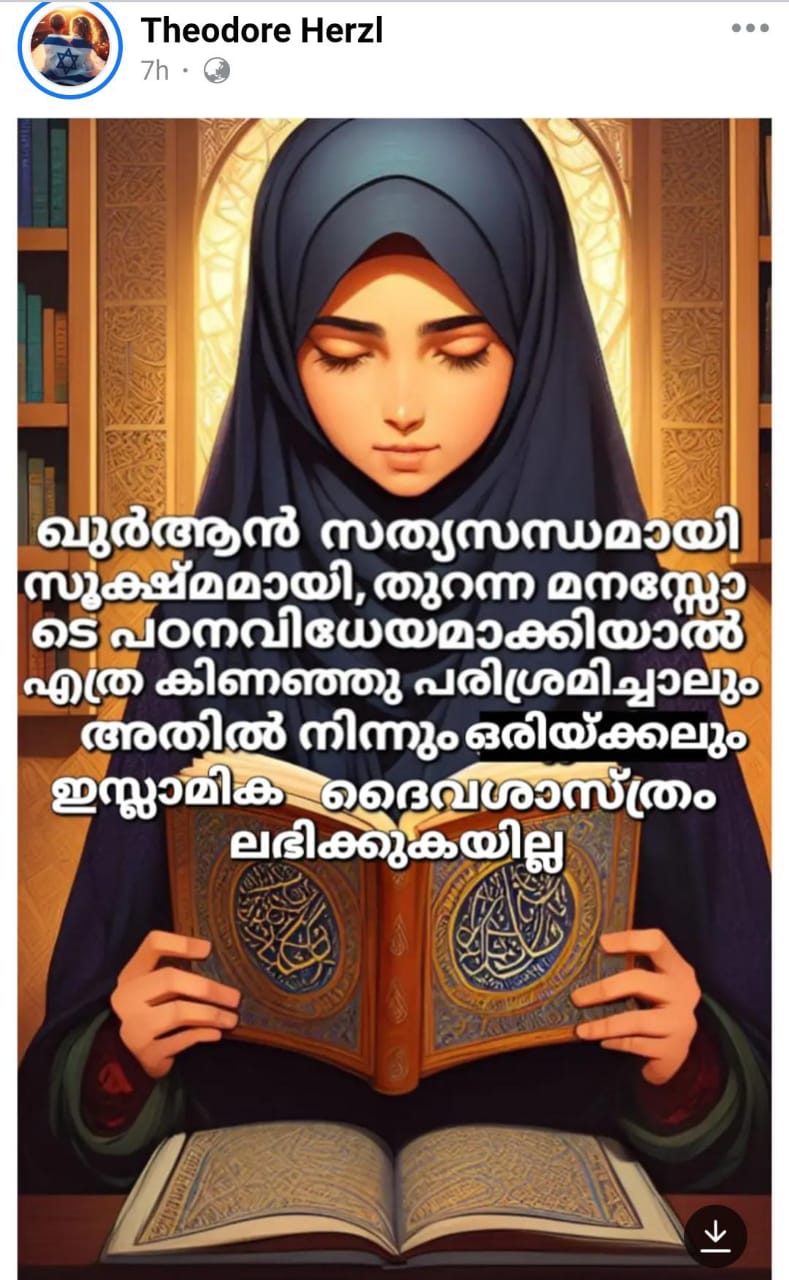 Theodore Herzl
7h ·
ഖുർആൻ സത്യസന്ധമായി
സൂക്ഷ്മമായി, തുറന്ന മനസ്സോ
ടെ പഠനവിധേയമാക്കിയാൽ
എത്ര കിണഞ്ഞു പരിശ്രമിച്ചാലും
അതിൽ നിന്നും ഒരിയ്ക്കലും
ഇസ്ലാമിക ദൈവശാസ്ത്രം
ലഭിക്കുകയില്ല